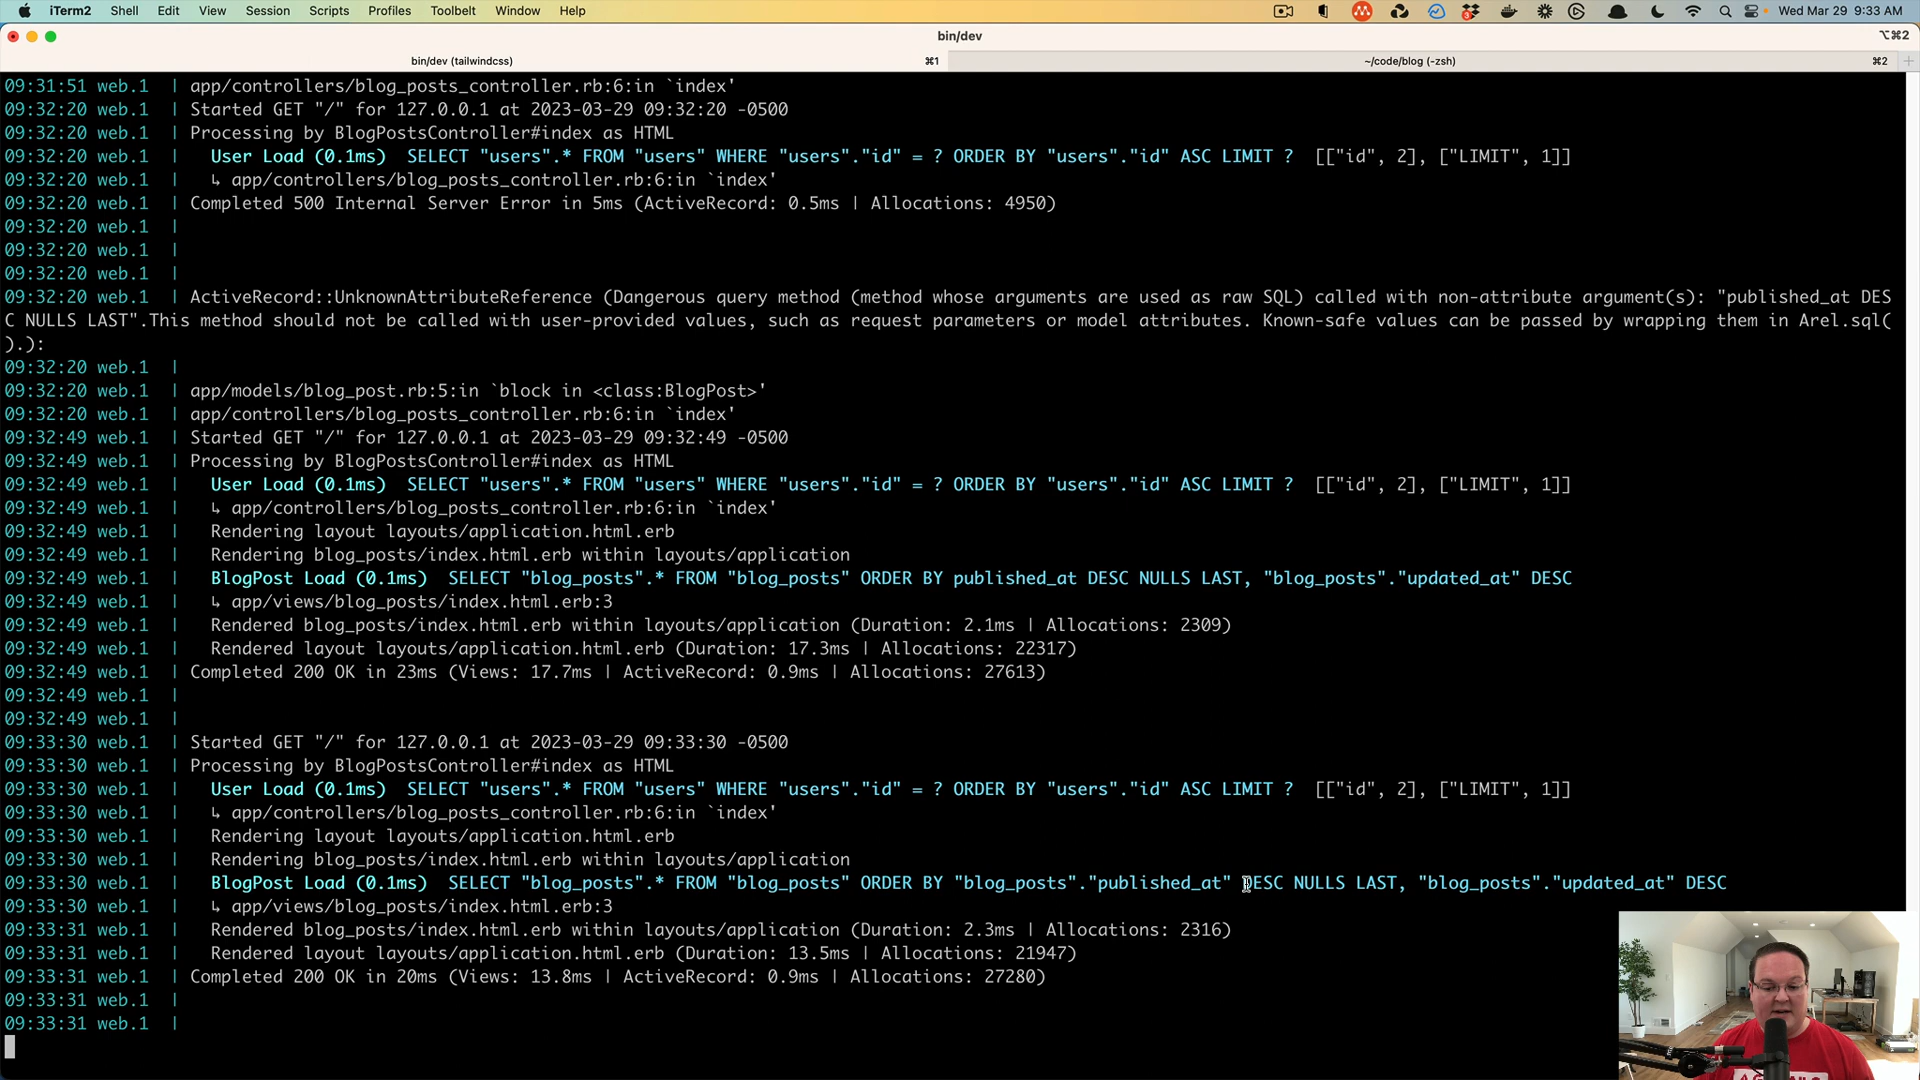 iTerm2 Shell Edit View Session Scripts Profiles Toolbelt Window Help 3 Wed Mar 29 9:33 AM
bin/dev ⌥⌘2
bin/dev (tailwindcss) ⌘1 ~/code/blog (-zsh) ⌘2 +
09:31:51 web.1 | app/controllers/blog_posts_controller.rb:6:in `index'
09:32:20 web.1 | Started GET "/" for 127.0.0.1 at 2023-03-29 09:32:20 -0500
09:32:20 web.1 | Processing by BlogPostsController#index as HTML
09:32:20 web.1 | User Load (0.1ms) SELECT "users".* FROM "users" WHERE "users"."id" = ? ORDER BY "users"."id" ASC LIMIT ? [["id", 2], ["LIMIT", 1]]
09:32:20 web.1 | ↳ app/controllers/blog_posts_controller.rb:6:in `index'
09:32:20 web.1 | Completed 500 Internal Server Error in 5ms (ActiveRecord: 0.5ms | Allocations: 4950)
09:32:20 web.1 |
09:32:20 web.1 |
09:32:20 web.1 |
09:32:20 web.1 | ActiveRecord::UnknownAttributeReference (Dangerous query method (method whose arguments are used as raw SQL) called with non-attribute argument(s): "published_at DES
C NULLS LAST".This method should not be called with user-provided values, such as request parameters or model attributes. Known-safe values can be passed by wrapping them in Arel.sql(
).):
09:32:20 web.1 |
09:32:20 web.1 | app/models/blog_post.rb:5:in `block in <class:BlogPost>'
09:32:20 web.1 | app/controllers/blog_posts_controller.rb:6:in `index'
09:32:49 web.1 | Started GET "/" for 127.0.0.1 at 2023-03-29 09:32:49 -0500
09:32:49 web.1 | Processing by BlogPostsController#index as HTML
09:32:49 web.1 | User Load (0.1ms) SELECT "users".* FROM "users" WHERE "users"."id" = ? ORDER BY "users"."id" ASC LIMIT ? [["id", 2], ["LIMIT", 1]]
09:32:49 web.1 | ↳ app/controllers/blog_posts_controller.rb:6:in `index'
09:32:49 web.1 | Rendering layout layouts/application.html.erb
09:32:49 web.1 | Rendering blog_posts/index.html.erb within layouts/application
09:32:49 web.1 | BlogPost Load (0.1ms) SELECT "blog_posts".* FROM "blog_posts" ORDER BY published_at DESC NULLS LAST, "blog_posts"."updated_at" DESC
09:32:49 web.1 | ↳ app/views/blog_posts/index.html.erb:3
09:32:49 web.1 | Rendered blog_posts/index.html.erb within layouts/application (Duration: 2.1ms | Allocations: 2309)
09:32:49 web.1 | Rendered layout layouts/application.html.erb (Duration: 17.3ms | Allocations: 22317)
09:32:49 web.1 | Completed 200 OK in 23ms (Views: 17.7ms | ActiveRecord: 0.9ms | Allocations: 27613)
09:32:49 web.1 |
09:32:49 web.1 |
09:33:30 web.1 | Started GET "/" for 127.0.0.1 at 2023-03-29 09:33:30 -0500
09:33:30 web.1 | Processing by BlogPostsController#index as HTML
09:33:30 web.1 | User Load (0.1ms) SELECT "users".* FROM "users" WHERE "users"."id" = ? ORDER BY "users"."id" ASC LIMIT ? [["id", 2], ["LIMIT", 1]]
09:33:30 web.1 | ↳ app/controllers/blog_posts_controller.rb:6:in `index'
09:33:30 web.1 | Rendering layout layouts/application.html.erb
09:33:30 web.1 | Rendering blog_posts/index.html.erb within layouts/application
09:33:30 web.1 | BlogPost Load (0.1ms) SELECT "blog_posts".* FROM "blog_posts" ORDER BY "blog_posts"."published_at" DESC NULLS LAST, "blog_posts"."updated_at" DESC
09:33:30 web.1 | ↳ app/views/blog_posts/index.html.erb:3
09:33:31 web.1 | Rendered blog_posts/index.html.erb within layouts/application (Duration: 2.3ms | Allocations: 2316)
09:33:31 web.1 | Rendered layout layouts/application.html.erb (Duration: 13.5ms | Allocations: 21947)
09:33:31 web.1 | Completed 200 OK in 20ms (Views: 13.8ms | ActiveRecord: 0.9ms | Allocations: 27280)
09:33:31 web.1 |
09:33:31 web.1 |